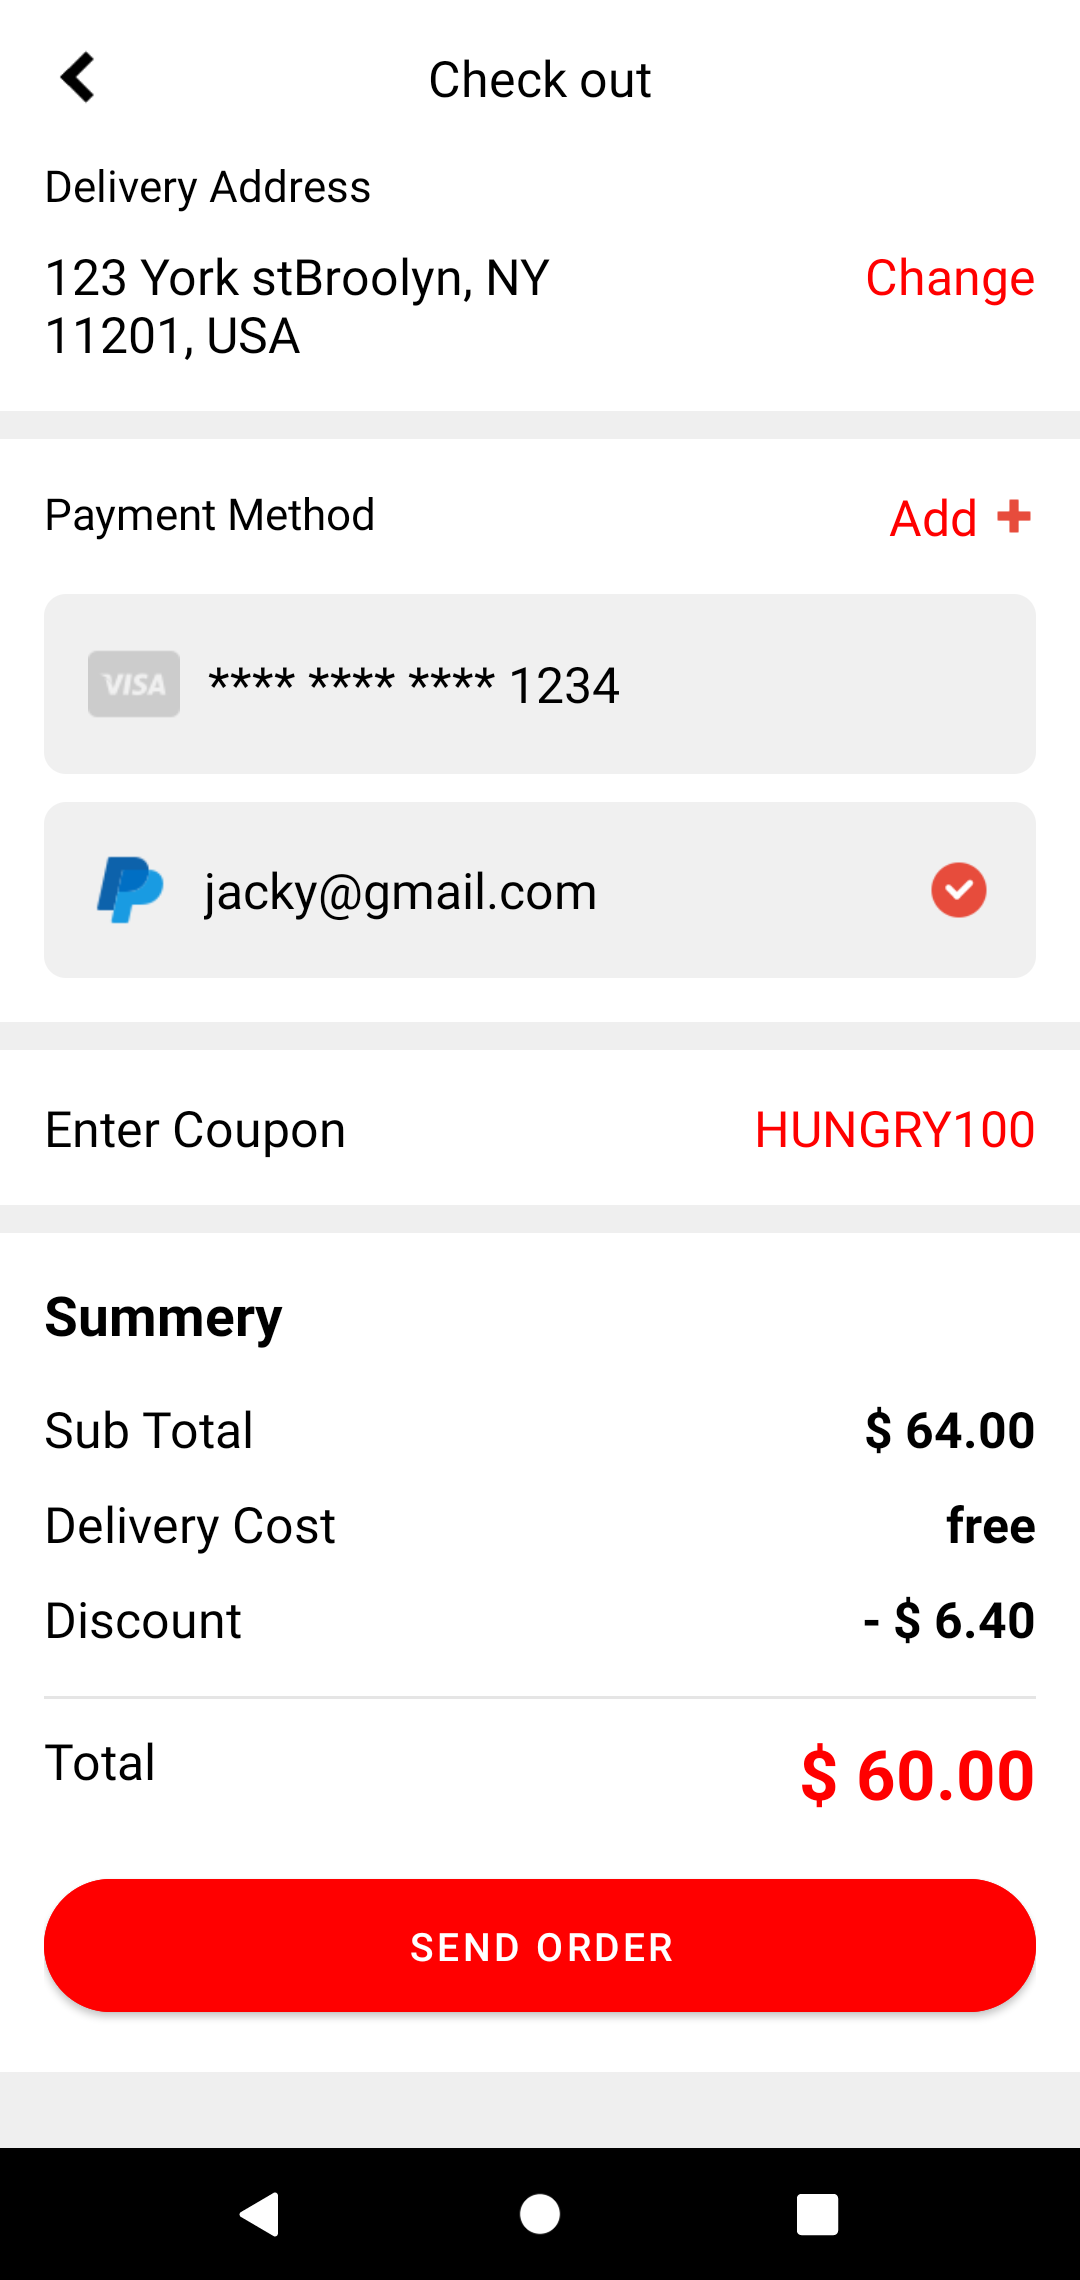 Check out
Delivery Address
123 York stBroolyn, NY
11201, USA
Change
Payment Method
Add +
VISA
**** **** **** 1234
jacky@gmail.com
Enter Coupon
HUNGRY100
Summery
Sub Total
$ 64.00
Delivery Cost
free
Discount
- $ 6.40
Total
$ 60.00
SEND ORDER